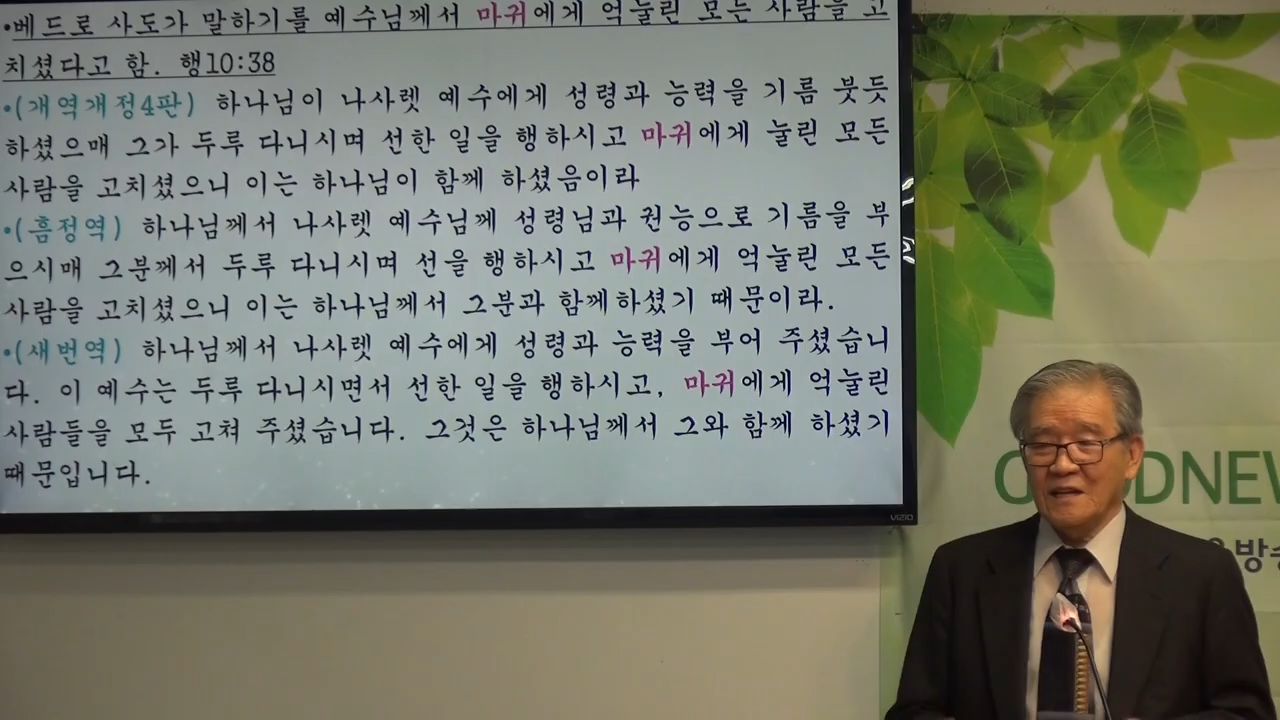 •베드로 사도가 말하기를 예수님께서 마귀에게 억눌린 모든 사람을 고
치셨다고 함. 행10:38
•(개역개정4판) 하나님이 나사렛 예수에게 성령과 능력을 기름 붓듯
하셨으매 그가 두루 다니시며 선한 일을 행하시고 마귀에게 눌린 모든
사람을 고치셨으니 이는 하나님이 함께 하셨음이라
•(흠정역) 하나님께서 나사렛 예수님께 성령님과 권능으로 기름을 부
으시매 그분께서 두루 다니시며 선을 행하시고 마귀에게 억눌린 모든
사람을 고치셨으니 이는 하나님께서 그분과 함께하셨기 때문이라.
•(새번역) 하나님께서 나사렛 예수에게 성령과 능력을 부어 주셨습니
다. 이 예수는 두루 다니시면서 선한 일을 행하시고, 마귀에게 억눌린
사람들을 모두 고쳐 주셨습니다. 그것은 하나님께서 그와 함께 하셨기
때문입니다.
VIZIO